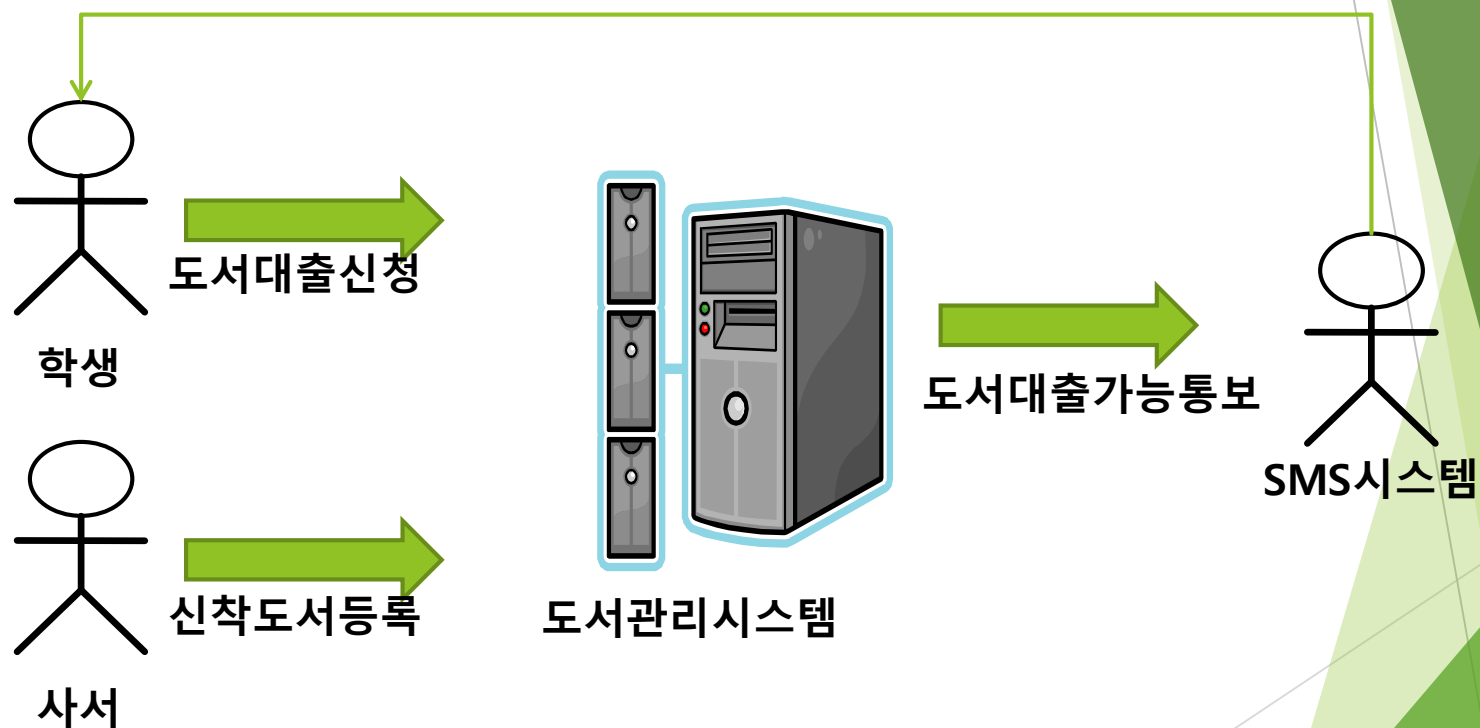 도서대출신청
학생
도서대출가능통보
SMS시스템
신착도서등록
도서관리시스템
사서